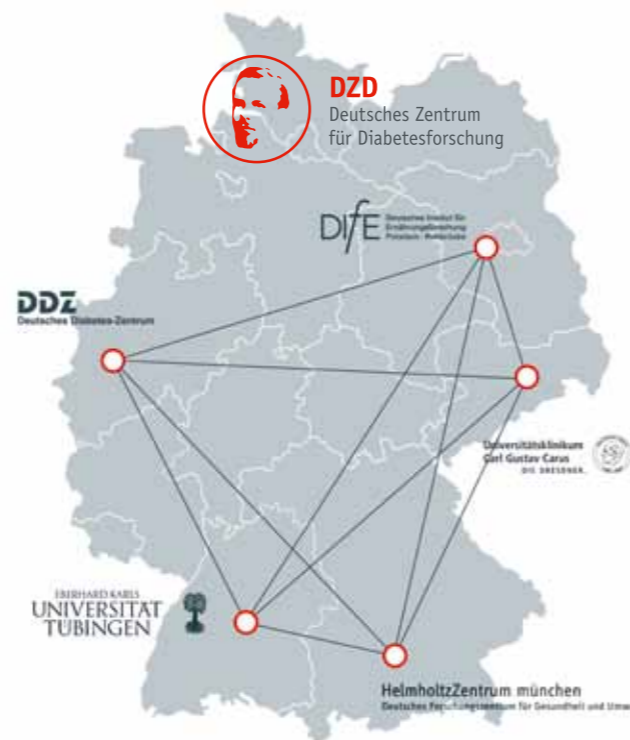 DZD
Deutsches Zentrum
für Diabetesforschung
DIfE
Deutsches Institut für
Ernährungsforschung
Potsdam-Rehbrücke
DDZ
Deutsches Diabetes-Zentrum
Universitätsklinikum
Carl Gustav Carus
DIE DRESDNER.
EBERHARD KARLS
UNIVERSITÄT
TÜBINGEN
HelmholtzZentrum münchen
Deutsches Forschungszentrum für Gesundheit und Umw